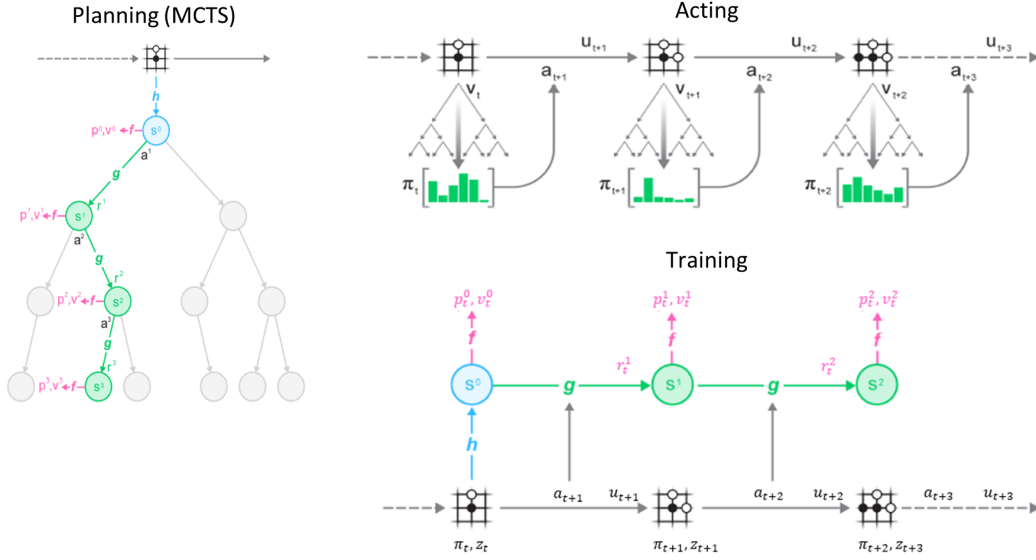 Planning (MCTS)
h
p⁰,v⁰ f s⁰
a¹
g
r¹
p¹,v¹ f s¹
a²
g
r²
p²,v² f s²
a³
g
r³
p³,v³ f s³
Acting
u_{t+1} u_{t+2} u_{t+3}
a_{t+1} a_{t+2} a_{t+3}
v_t v_{t+1} v_{t+2}
π_t π_{t+1} π_{t+2}
Training
p_t^0, v_t^0 p_t^1, v_t^1 p_t^2, v_t^2
f f f
r_t^1 r_t^2
s⁰ g s¹ g s²
h
a_{t+1} u_{t+1} a_{t+2} u_{t+2} a_{t+3} u_{t+3}
π_t, z_t π_{t+1}, z_{t+1} π_{t+2}, z_{t+3}